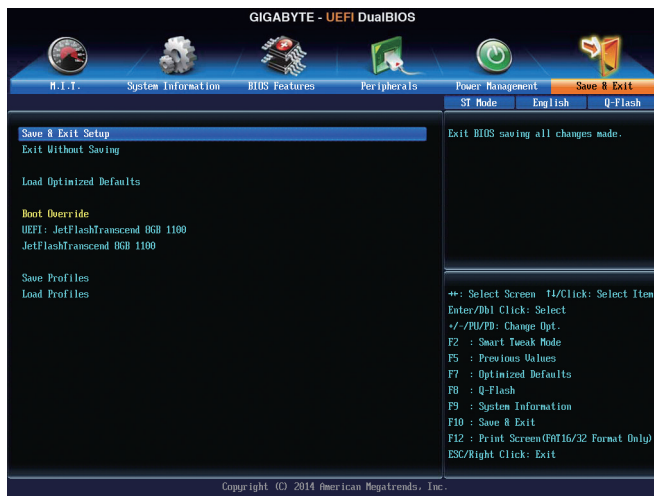 GIGABYTE - UEFI DualBIOS
M.I.T.
System Information
BIOS Features
Peripherals
Power Management
Save & Exit
ST Mode
English
Q-Flash
Save & Exit Setup
Exit Without Saving
Load Optimized Defaults
Boot Override
UEFI: JetFlashTranscend 8GB 1100
JetFlashTranscend 8GB 1100
Save Profiles
Load Profiles
Exit BIOS saving all changes made.
→←: Select Screen ↑↓/Click: Select Item
Enter/Dbl Click: Select
+/-/PU/PD: Change Opt.
F2 : Smart Tweak Mode
F5 : Previous Values
F7 : Optimized Defaults
F8 : Q-Flash
F9 : System Information
F10 : Save & Exit
F12 : Print Screen(FAT16/32 Format Only)
ESC/Right Click: Exit
Copyright (C) 2014 American Megatrends, Inc.